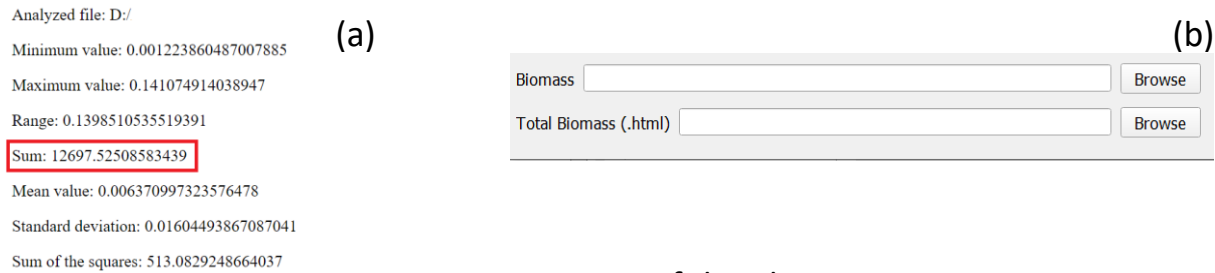 Analyzed file: D:/
(a)
Minimum value: 0.001223860487007885
Maximum value: 0.141074914038947
Range: 0.1398510535519391
Sum: 12697.52508583439
Mean value: 0.006370997323576478
Standard deviation: 0.01604493867087041
Sum of the squares: 513.0829248664037
(b)
Biomass Browse
Total Biomass (.html) Browse